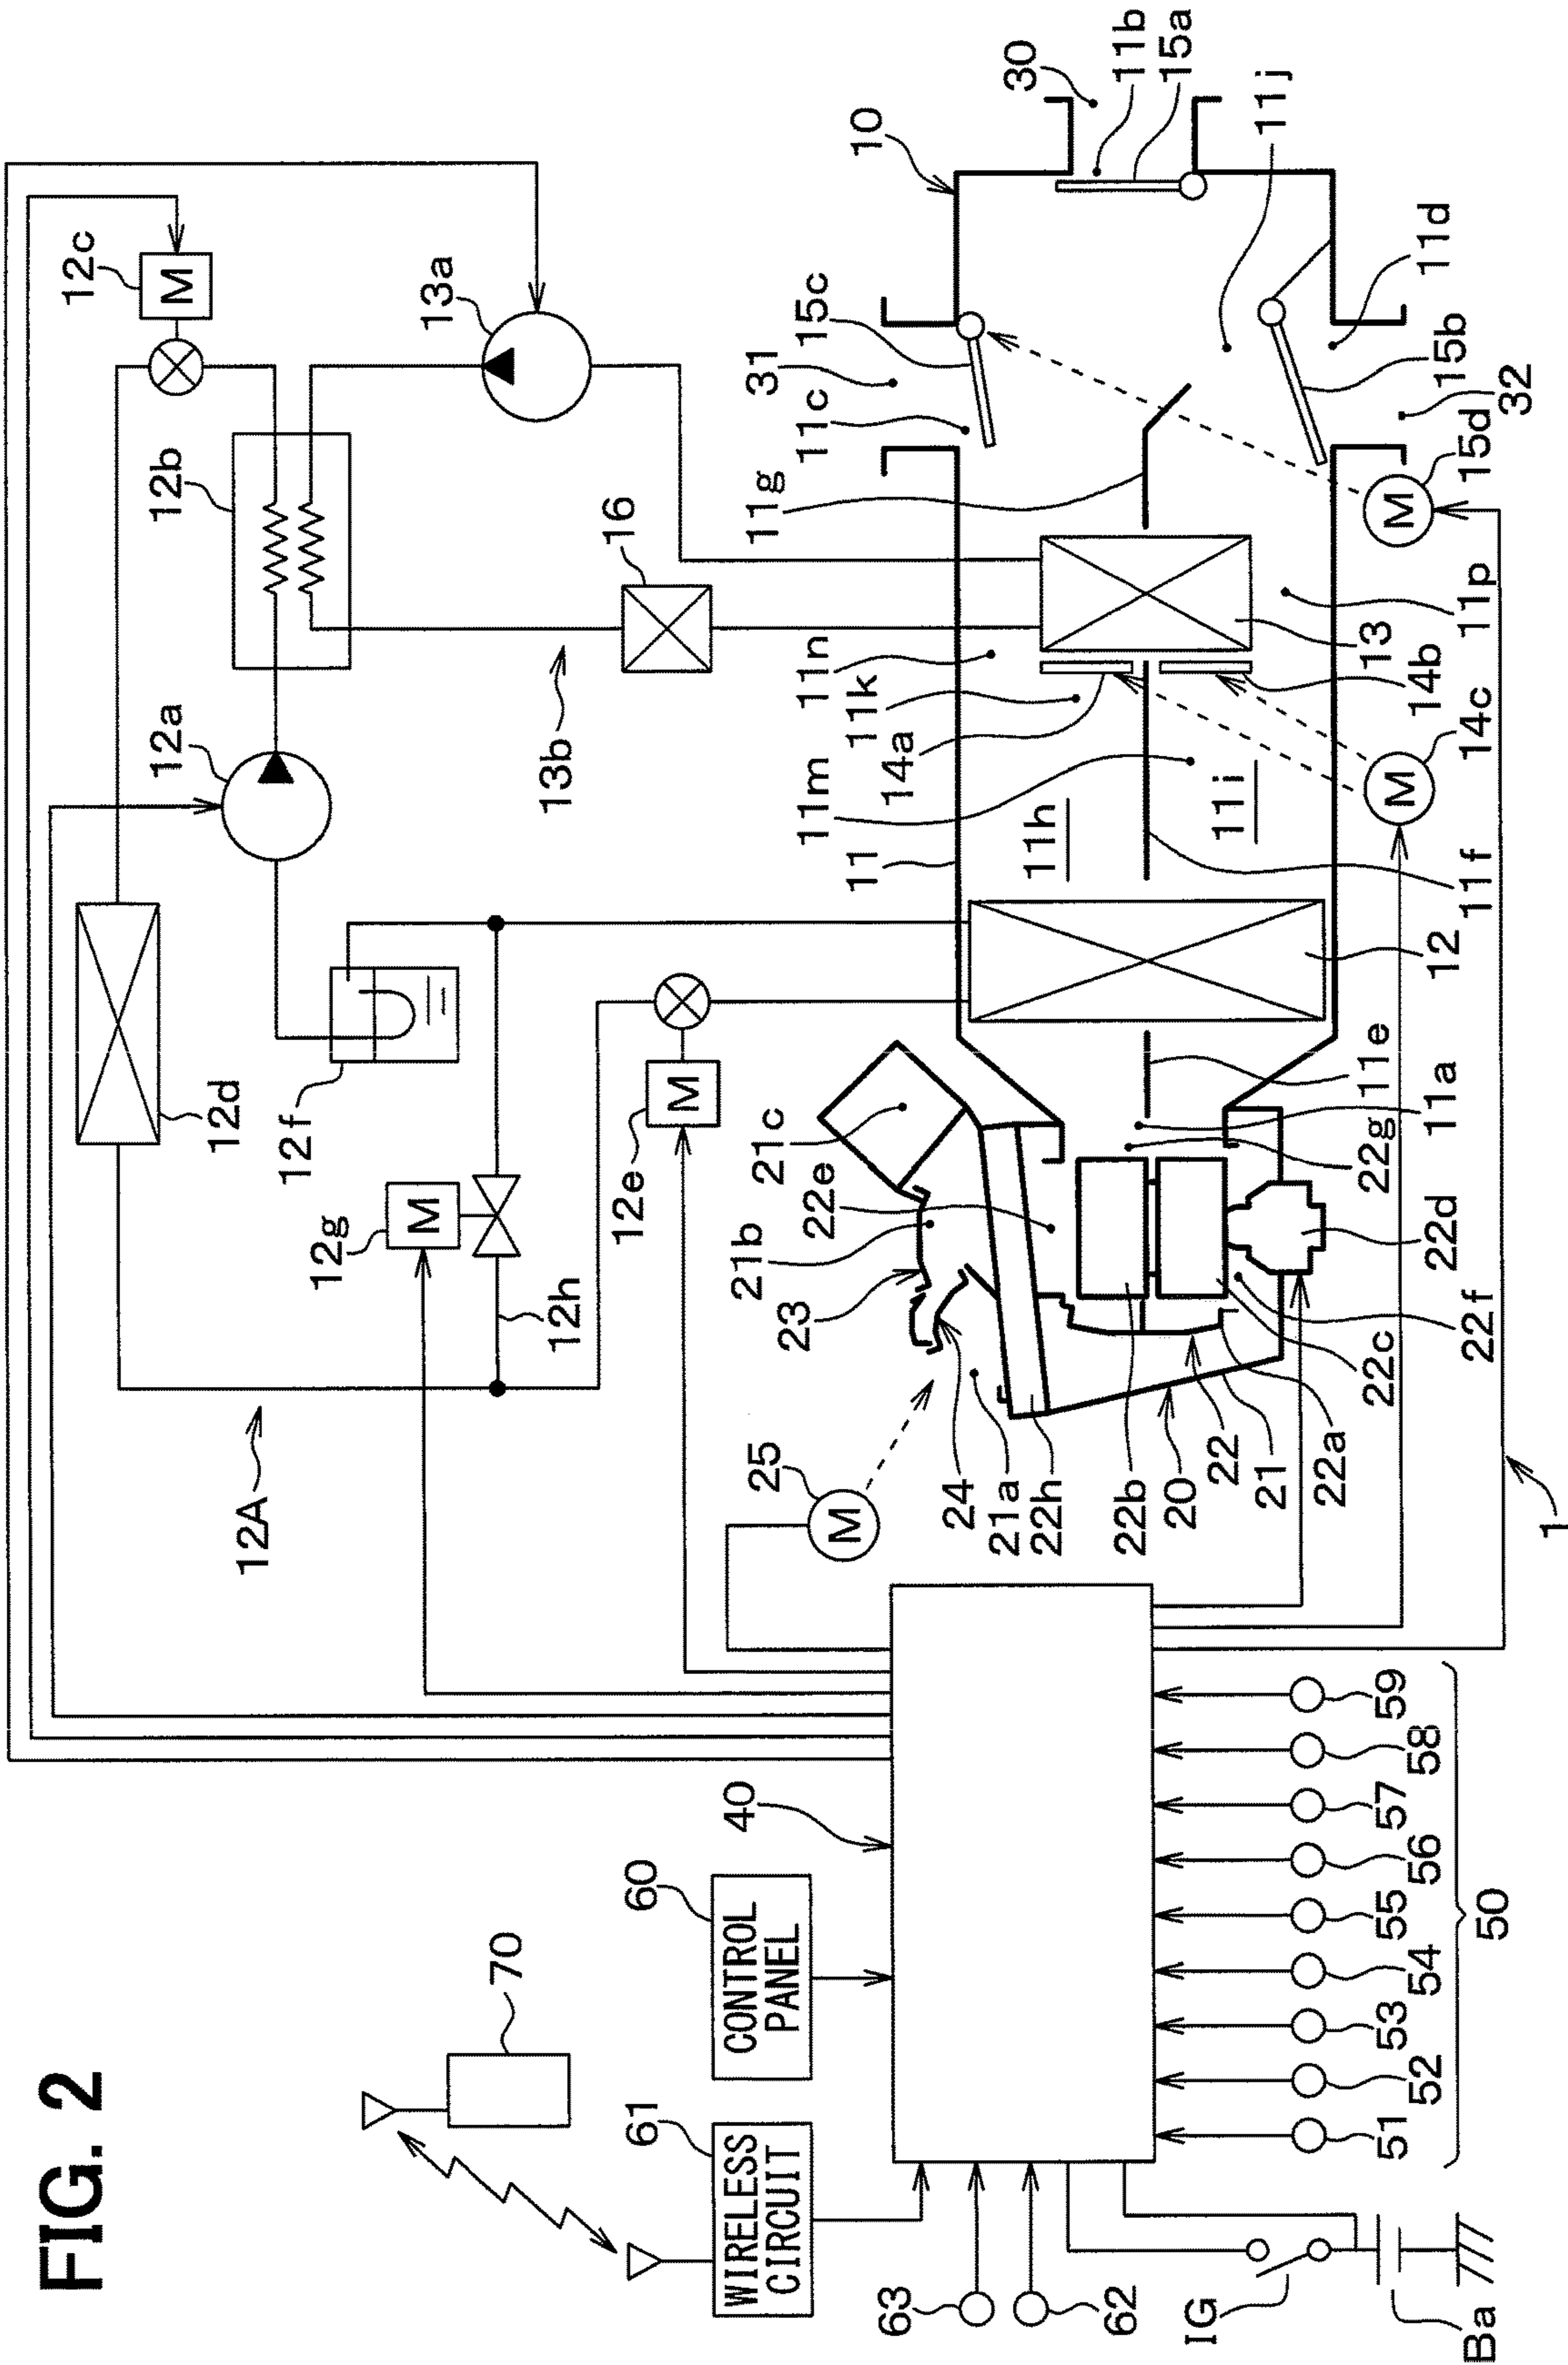 FIG. 2
70
61
WIRELESS
CIRCUIT
60
CONTROL
PANEL
40
63
62
IG
Ba
51
52
53
54
55
56
57
58
59
50
1
12A
12d
12f
12g
12h
12e
12a
12b
12c
13a
13b
16
M
M
M
25
M
23
24
21a
22h
22b
20
22
21
22a
22c
22f
22d
22g
11a
11e
21b
22e
21c
12
11f
11
11h
11i
11m
14a
11k
11n
14c
M
14b
13
11p
11g
15d
M
32
15b
11d
11c
31
15c
10
30
11b
15a
11j